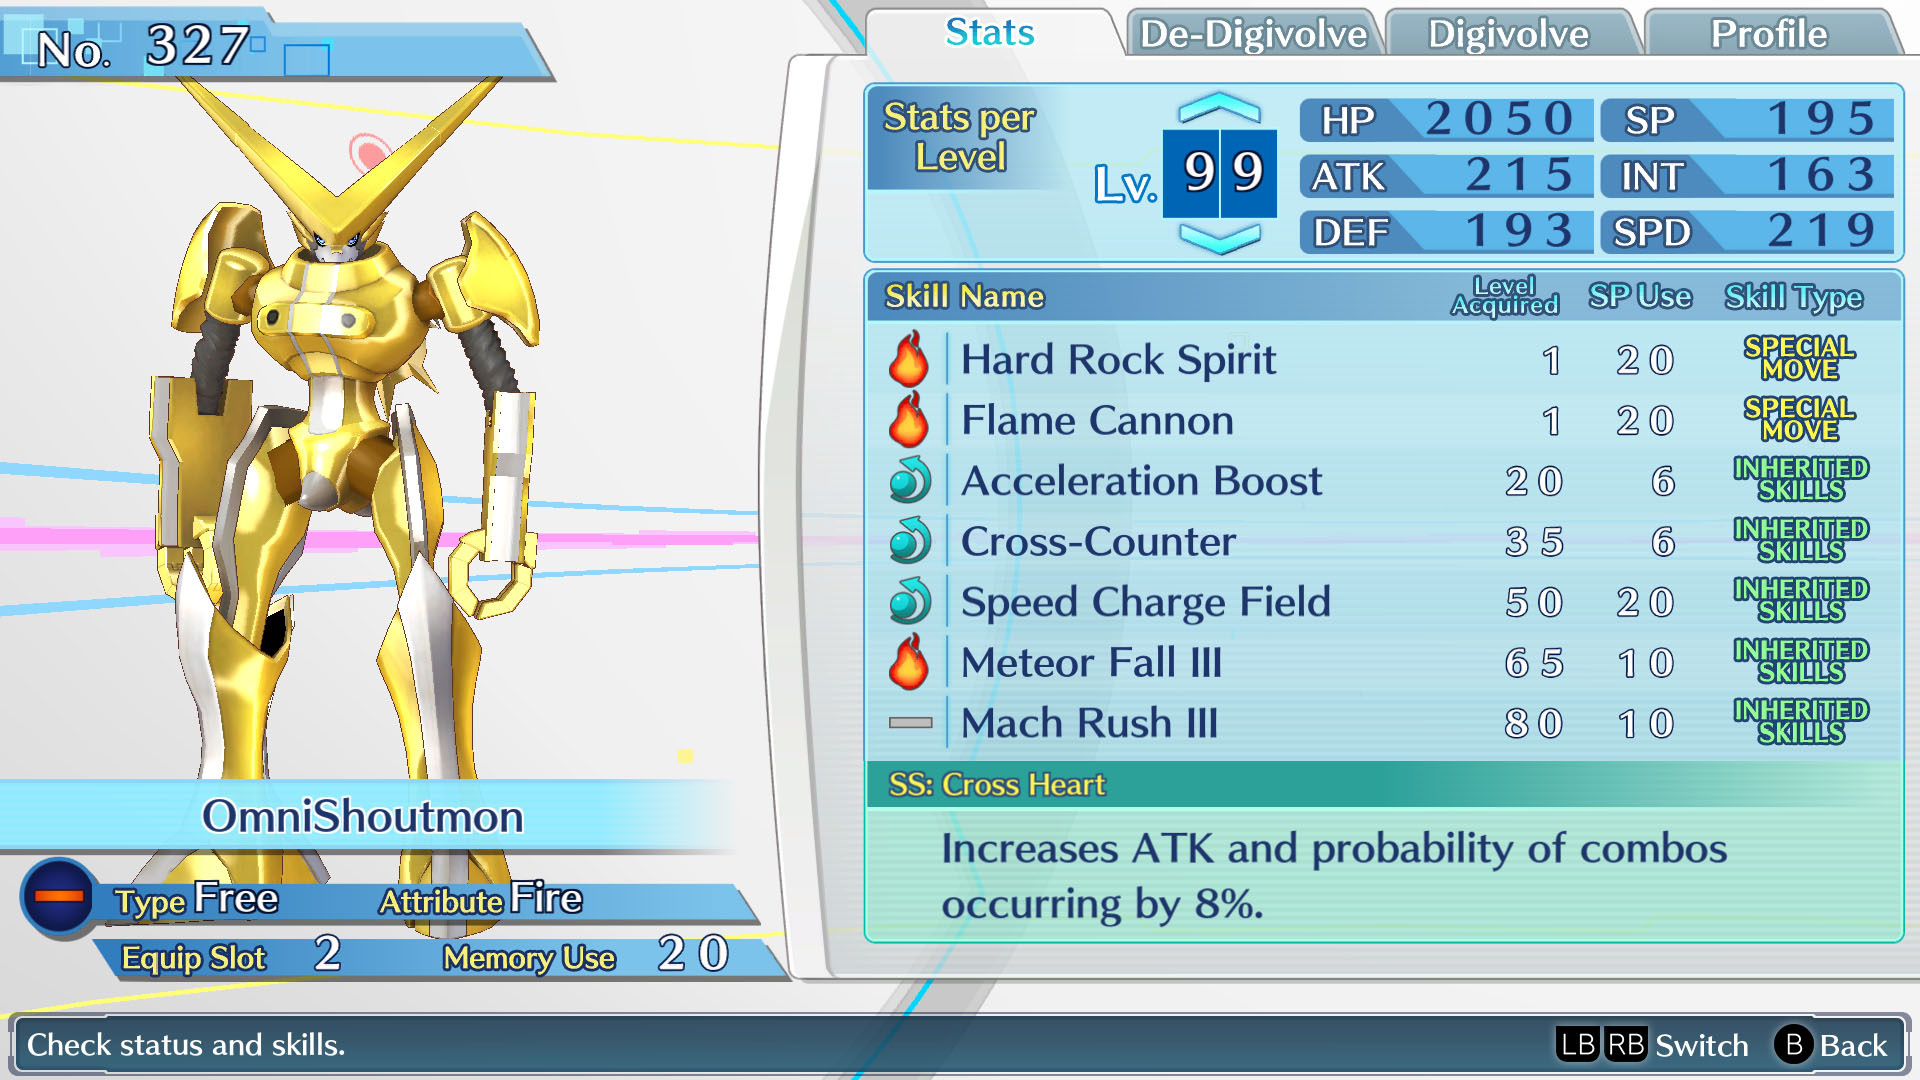 No. 327
Stats
De-Digivolve
Digivolve
Profile
Stats per
Level
Lv. 99
HP 2050
SP 195
ATK 215
INT 163
DEF 193
SPD 219
Skill Name
Level
Acquired
SP Use
Skill Type
Hard Rock Spirit 1 20 SPECIAL MOVE
Flame Cannon 1 20 SPECIAL MOVE
Acceleration Boost 20 6 INHERITED SKILLS
Cross-Counter 35 6 INHERITED SKILLS
Speed Charge Field 50 20 INHERITED SKILLS
Meteor Fall III 65 10 INHERITED SKILLS
Mach Rush III 80 10 INHERITED SKILLS
SS: Cross Heart
Increases ATK and probability of combos
occurring by 8%.
OmniShoutmon
Type Free Attribute Fire
Equip Slot 2 Memory Use 20
Check status and skills.
LB RB Switch B Back